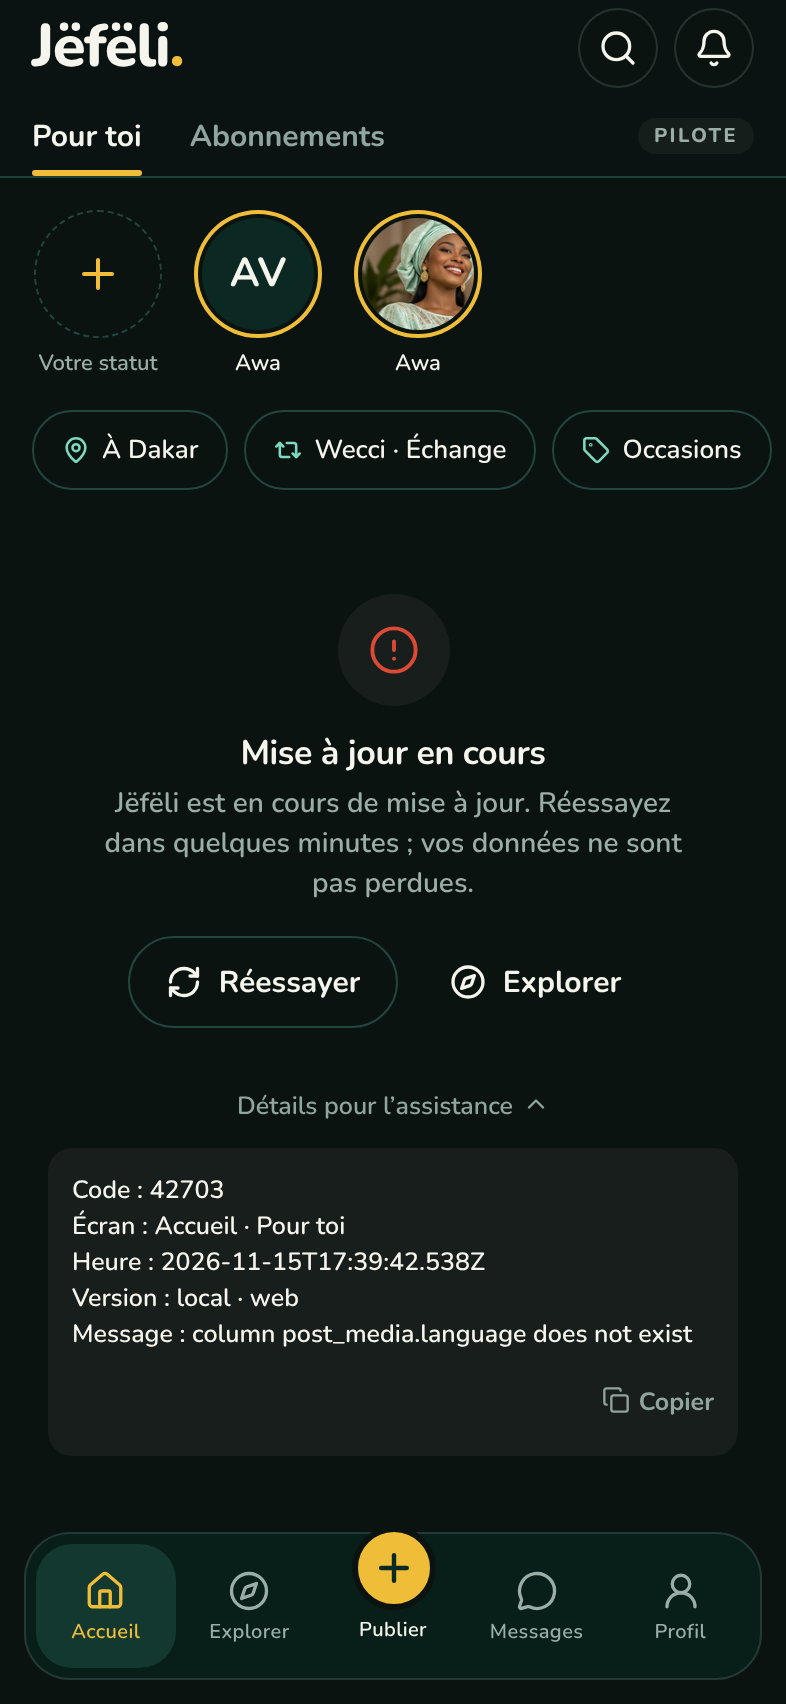 Jëfëli.
Pour toi
Abonnements
PILOTE
AV
Votre statut
Awa
Awa
À Dakar
Wecci · Échange
Occasions
Mise à jour en cours
Jëfëli est en cours de mise à jour. Réessayez
dans quelques minutes ; vos données ne sont
pas perdues.
Réessayer
Explorer
Détails pour l’assistance
Code : 42703
Écran : Accueil · Pour toi
Heure : 2026-11-15T17:39:42.538Z
Version : local · web
Message : column post_media.language does not exist
Copier
Accueil
Explorer
Publier
Messages
Profil